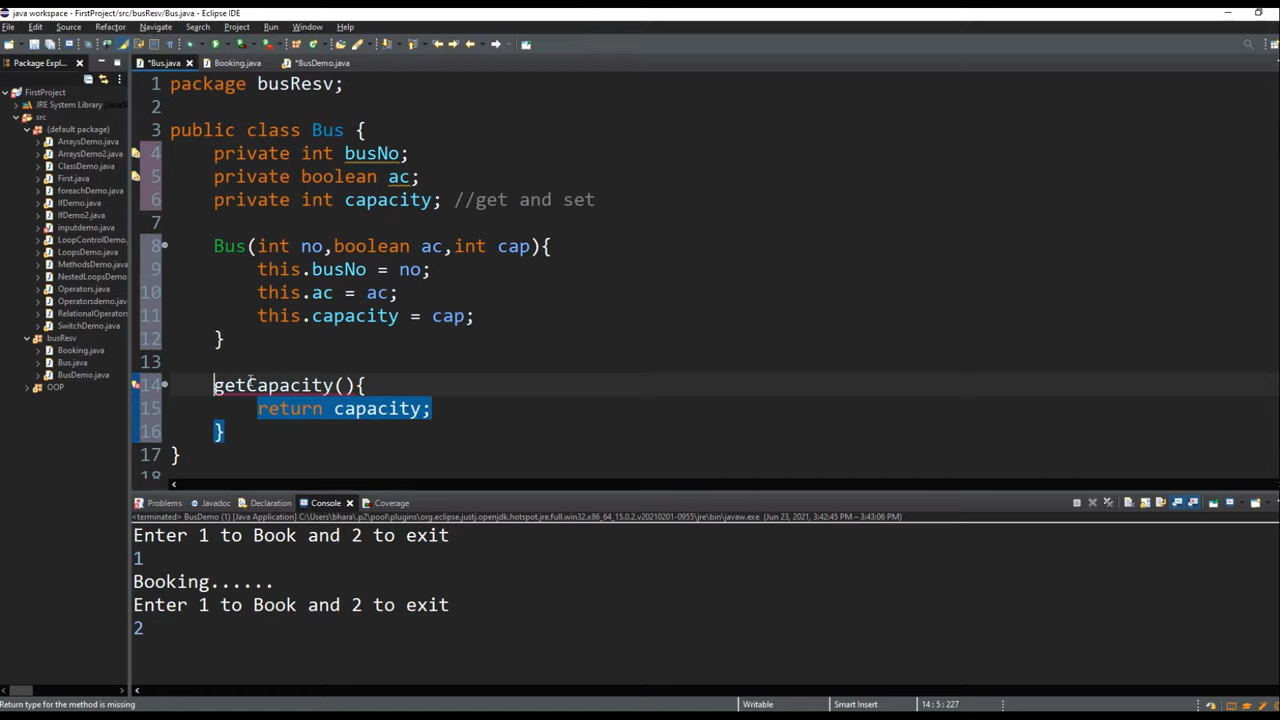 java workspace - FirstProject/src/busResv/Bus.java - Eclipse IDE
File Edit Source Refactor Navigate Search Project Run Window Help
Package Expl...
*Bus.java Booking.java *BusDemo.java
FirstProject
JRE System Library
src
(default package)
ArraysDemo.java
ArraysDemo2.java
ClassDemo.java
First.java
foreachDemo.java
IfDemo.java
IfDemo2.java
inputdemo.java
LoopControlDemo.
LoopsDemo.java
MethodsDemo.java
NestedLoopsDemo
Operators.java
Operatorsdemo.java
RelationalOperators
SwitchDemo.java
busResv
Booking.java
Bus.java
BusDemo.java
OOP
1 package busResv;
2
3 public class Bus {
4 private int busNo;
5 private boolean ac;
6 private int capacity; //get and set
7
8 Bus(int no,boolean ac,int cap){
9 this.busNo = no;
10 this.ac = ac;
11 this.capacity = cap;
12 }
13
14 getCapacity(){
15 return capacity;
16 }
17 }
18
Problems Javadoc Declaration Console Coverage
<terminated> BusDemo (1) [Java Application] C:\Users\bhara\.p2\pool\plugins\org.eclipse.justj.openjdk.hotspot.jre.full.win32.x86_64_15.0.2.v20210201-0955\jre\bin\javaw.exe (Jun 23, 2021, 3:42:45 PM – 3:43:06 PM)
Enter 1 to Book and 2 to exit
1
Booking......
Enter 1 to Book and 2 to exit
2
Return type for the method is missing
Writable
Smart Insert
14 : 5 : 227